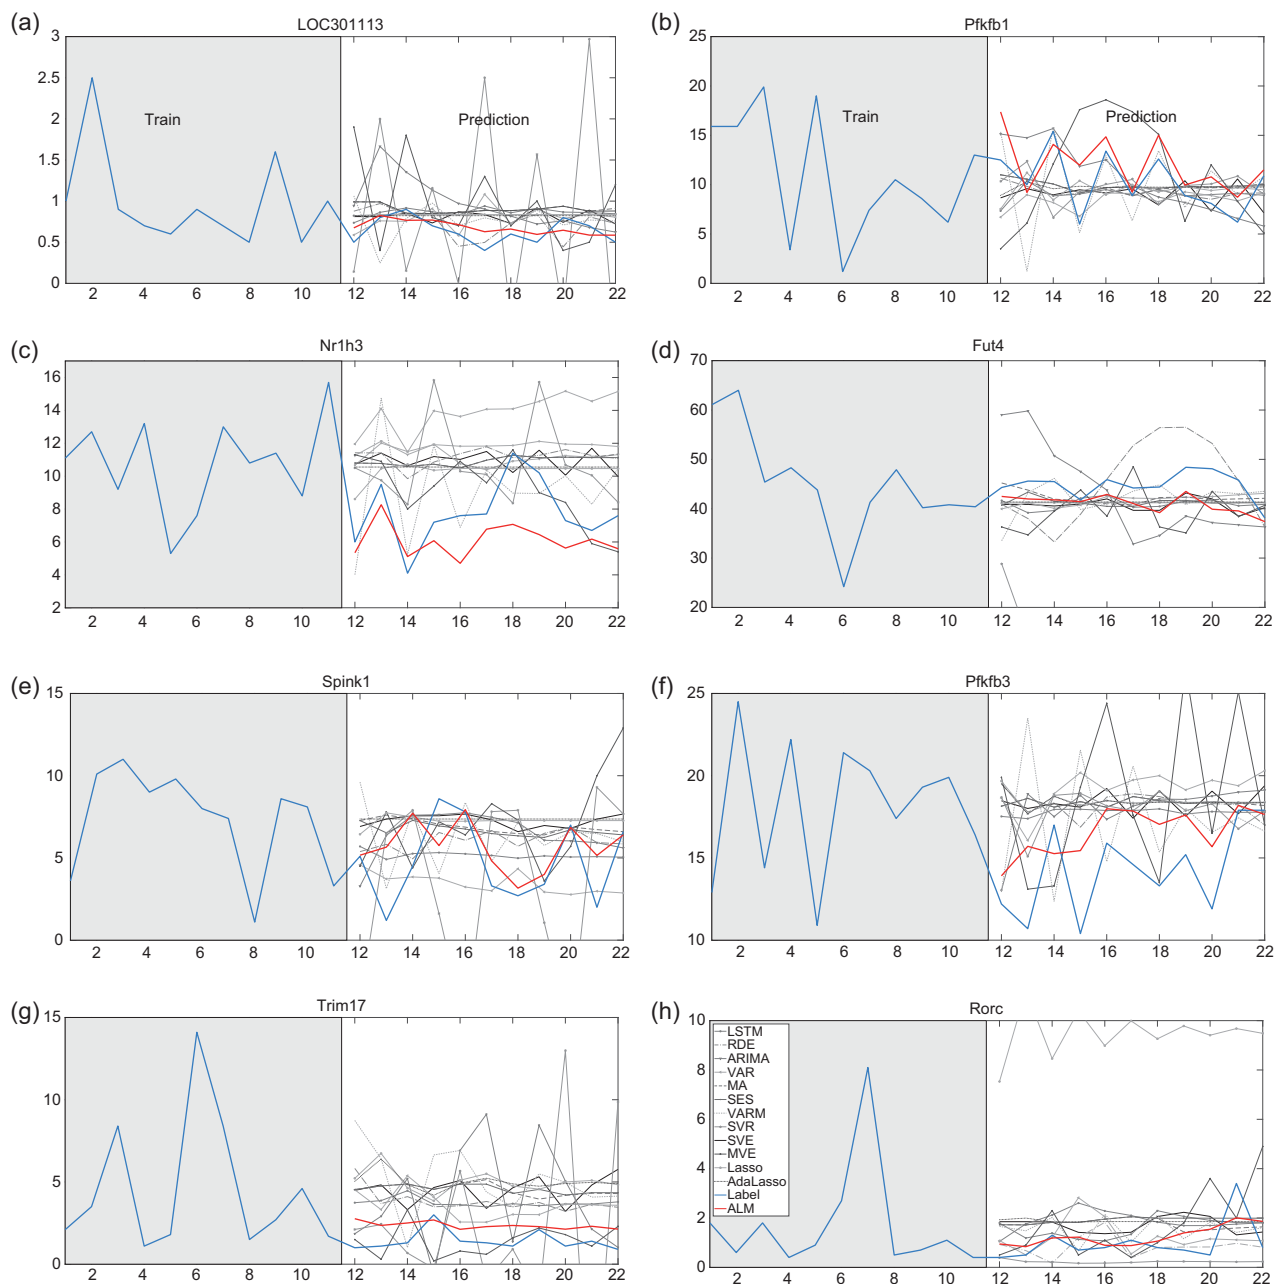 (a) LOC301113
3
2.5
2
1.5
1
0.5
0
Train
Prediction
2 4 6 8 10 12 14 16 18 20 22
(b) Pfkfb1
25
20
15
10
5
0
Train
Prediction
2 4 6 8 10 12 14 16 18 20 22
(c) Nr1h3
16
14
12
10
8
6
4
2
2 4 6 8 10 12 14 16 18 20 22
(d) Fut4
70
60
50
40
30
20
2 4 6 8 10 12 14 16 18 20 22
(e) Spink1
15
10
5
0
2 4 6 8 10 12 14 16 18 20 22
(f) Pfkfb3
25
20
15
10
2 4 6 8 10 12 14 16 18 20 22
(g) Trim17
15
10
5
0
2 4 6 8 10 12 14 16 18 20 22
(h) Rorc
10
8
6
4
2
0
LSTM
RDE
ARIMA
VAR
MA
SES
VARM
SVR
SVE
MVE
Lasso
AdaLasso
Label
ALM
2 4 6 8 10 12 14 16 18 20 22